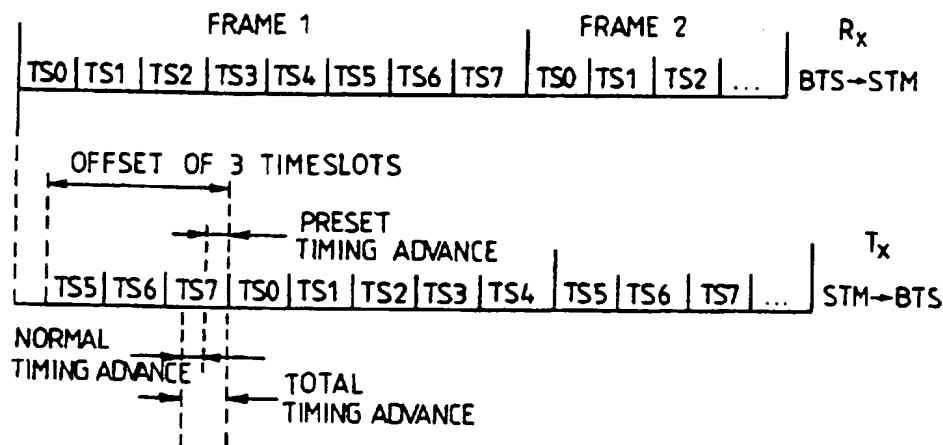 FRAME 1 FRAME 2 Rx
TS0 TS1 TS2 TS3 TS4 TS5 TS6 TS7 TS0 TS1 TS2 ... BTS→STM
OFFSET OF 3 TIMESLOTS
PRESET
TIMING ADVANCE Tx
TS5 TS6 TS7 TS0 TS1 TS2 TS3 TS4 TS5 TS6 TS7 ... STM→BTS
NORMAL
TIMING ADVANCE
TOTAL
TIMING ADVANCE